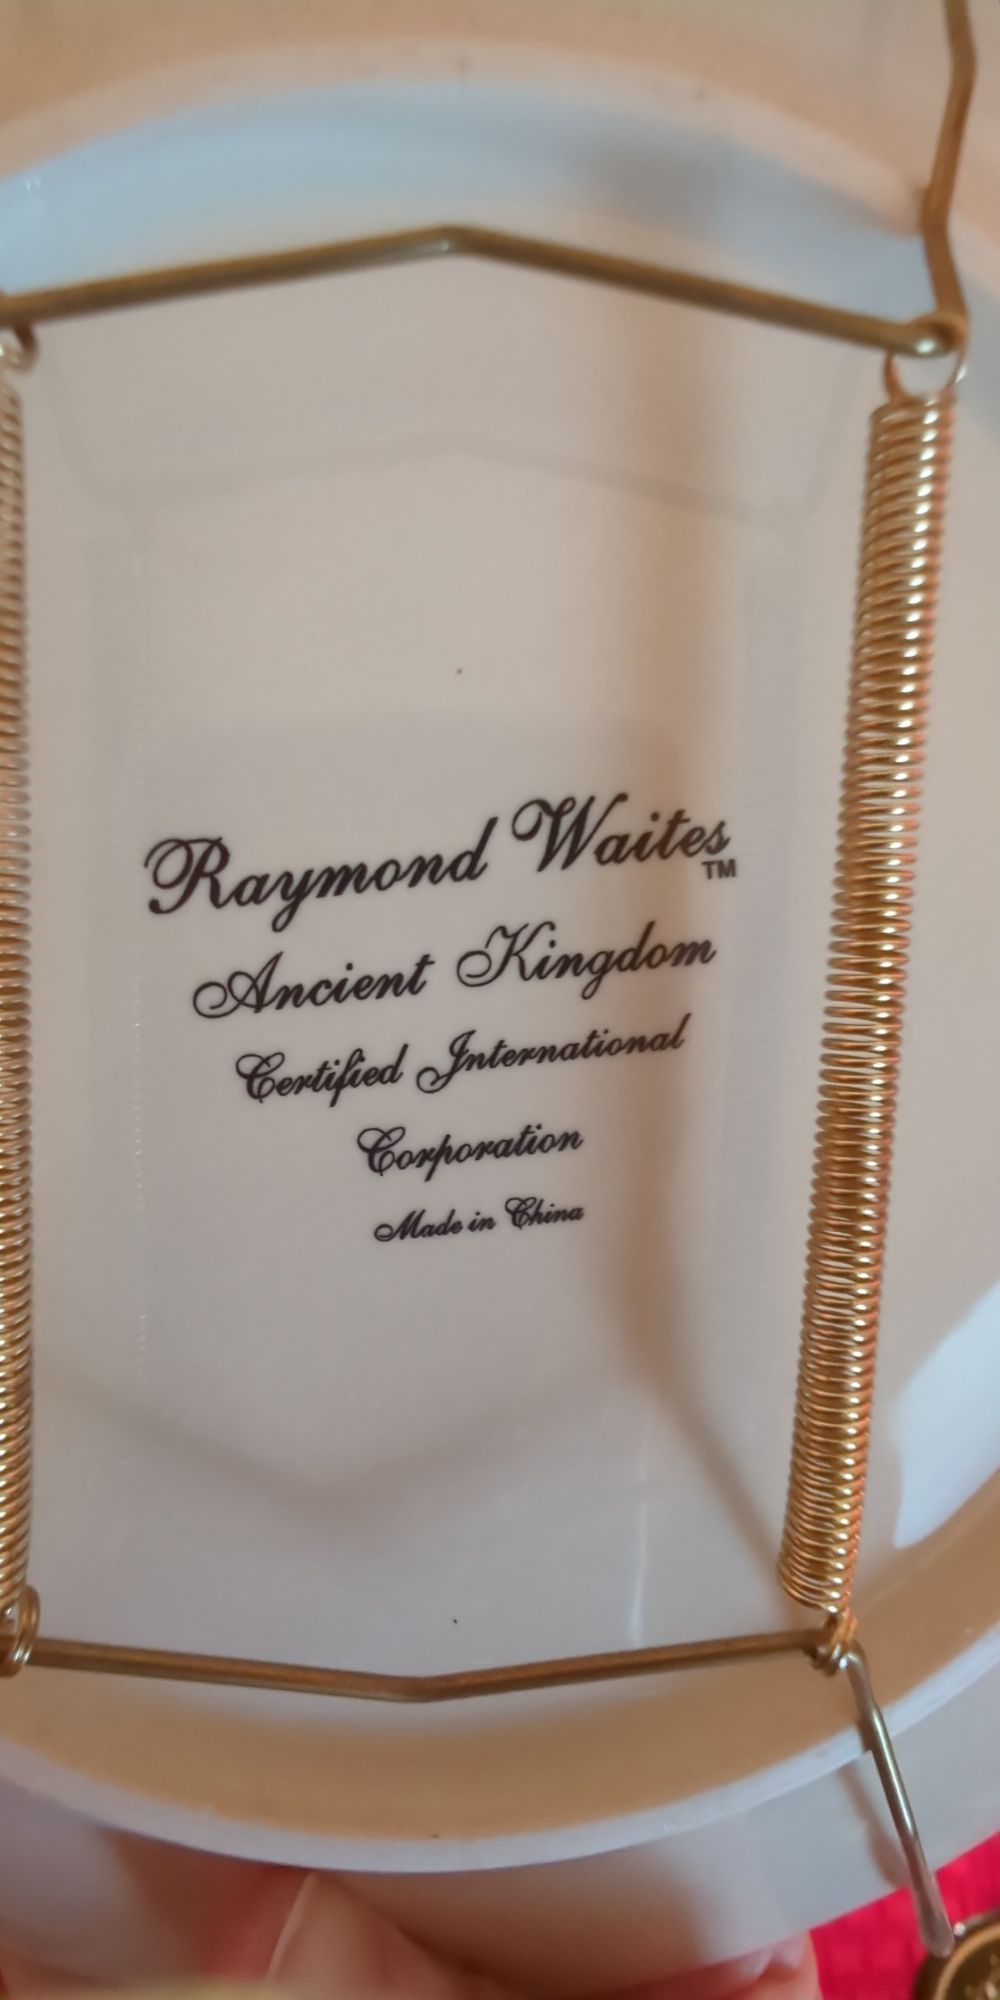 Raymond Waites
TM
Ancient Kingdom
Certified International
Corporation
Made in China